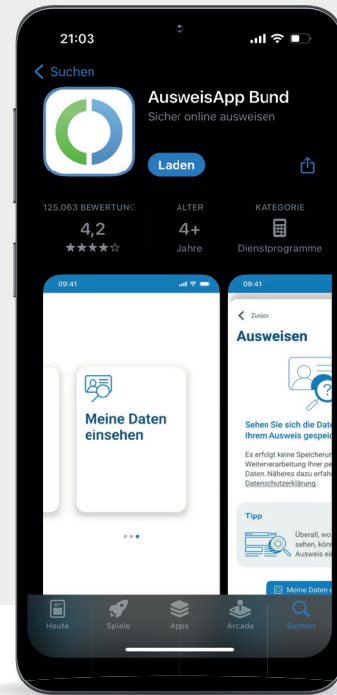 21:03
Suchen
AusweisApp Bund
Sicher online ausweisen
Laden
125.063 BEWERTUNG
ALTER
KATEGORIE
4,2
4+
Jahre
Dienstprogramme
09:41
Meine Daten
einsehen
09:41
Zurück
Ausweisen
?
Sehen Sie sich die Date
Ihrem Ausweis gespeic
Es erfolgt keine Speicherun
Weiterverarbeitung Ihrer pe
Daten. Näheres dazu erfah
Datenschutzerklärung.
Tipp
Überall, wo
sehen, könn
Ausweis ein
Meine Daten e
Heute
Spiele
Apps
Arcade
Suchen